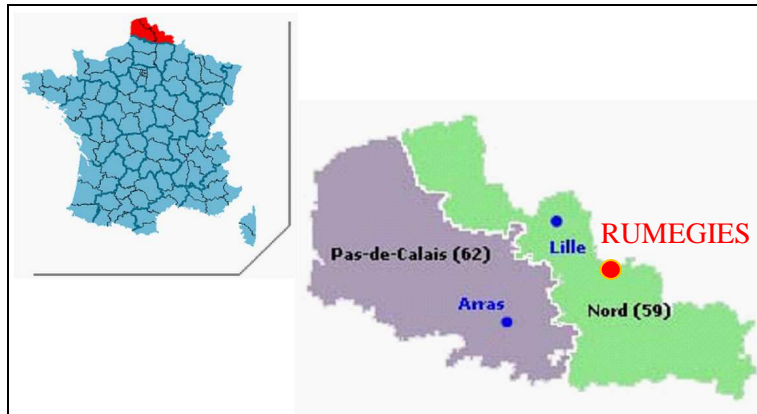 RUMEGIES
Lille
Pas-de-Calais (62)
Arras
Nord (59)